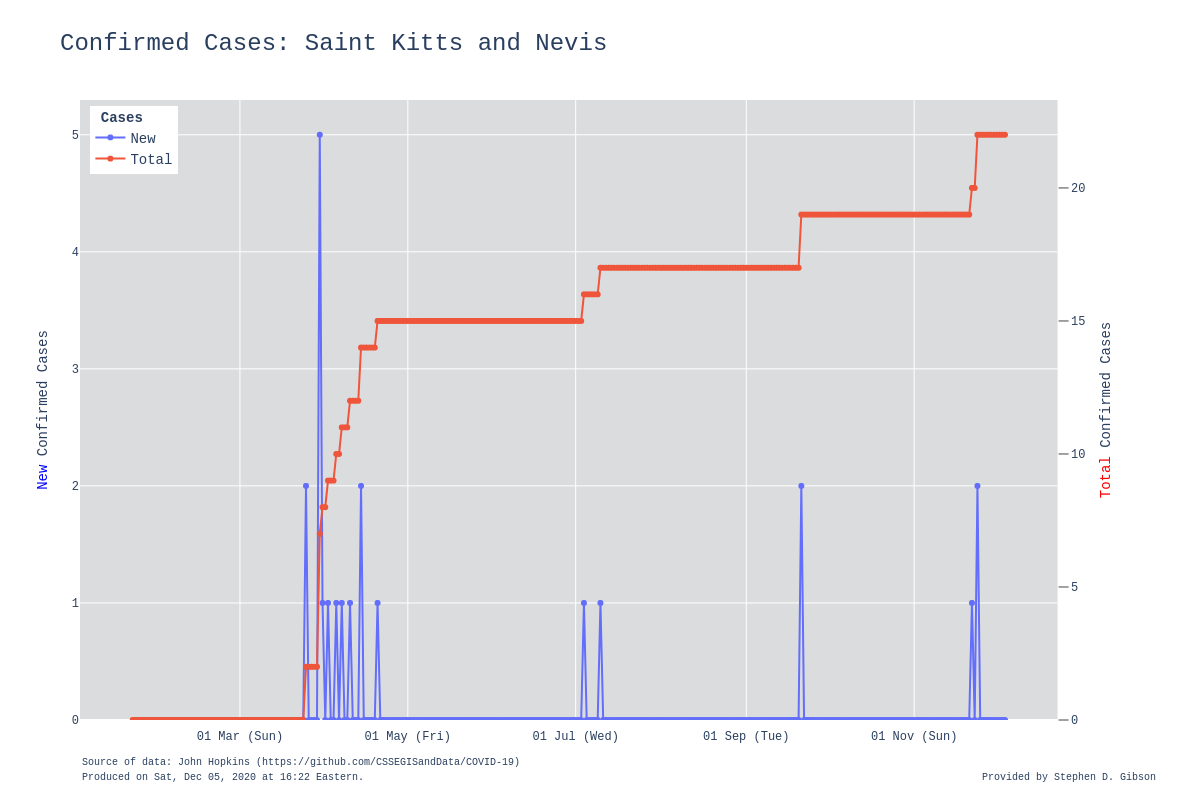 Confirmed Cases: Saint Kitts and Nevis
Cases
New
Total
5
4
3
2
1
0
20
15
10
5
0
New Confirmed Cases
Total Confirmed Cases
01 Mar (Sun)
01 May (Fri)
01 Jul (Wed)
01 Sep (Tue)
01 Nov (Sun)
Source of data: John Hopkins (https://github.com/CSSEGISandData/COVID-19)
Produced on Sat, Dec 05, 2020 at 16:22 Eastern.
Provided by Stephen D. Gibson